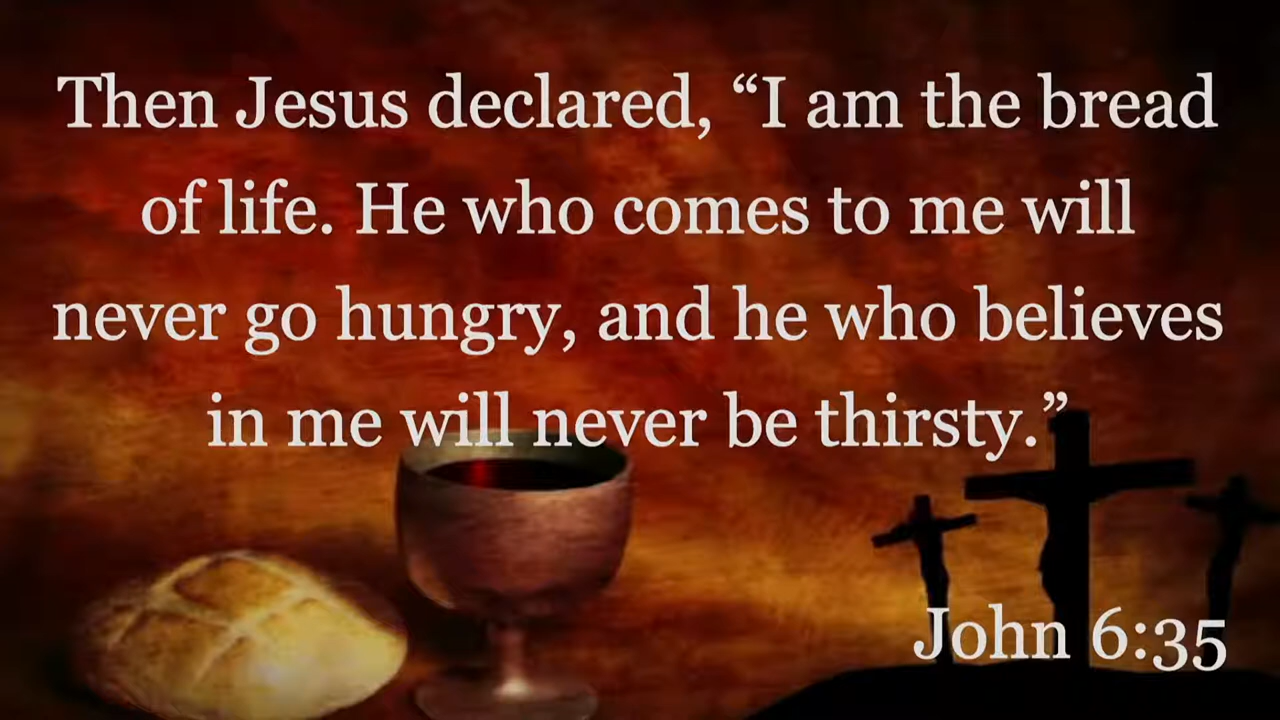 Then Jesus declared, “I am the bread
of life. He who comes to me will
never go hungry, and he who believes
in me will never be thirsty.”
John 6:35